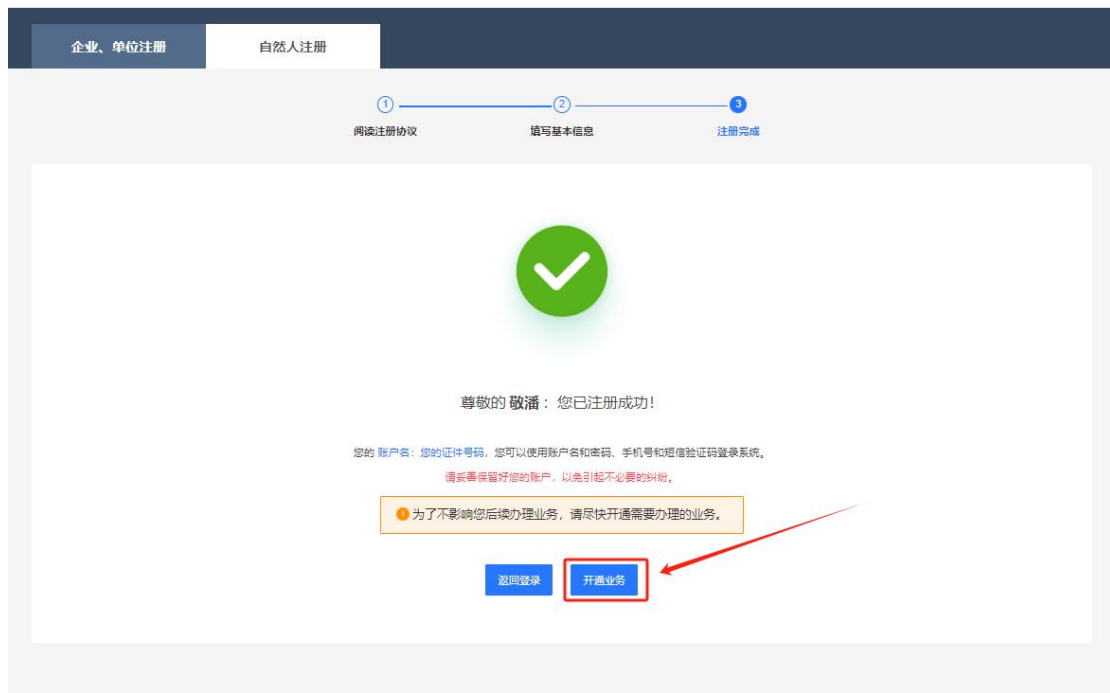 企业、单位注册
自然人注册
1
2
3
阅读注册协议
填写基本信息
注册完成
尊敬的 敬潘 ： 您已注册成功！
您的 账户名：您的证件号码，您可以使用账户名和密码、手机号和短信验证码登录系统。
请妥善保留好您的账户，以免引起不必要的纠纷。
为了不影响您后续办理业务，请尽快开通需要办理的业务。
返回登录
开通业务